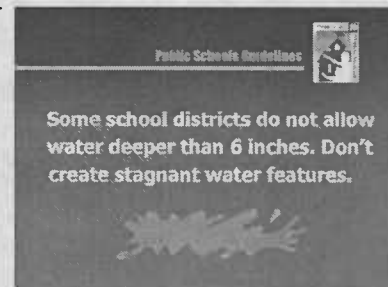 Public Schools Guidelines
Some school districts do not allow
water deeper than 6 inches. Don't
create stagnant water features.